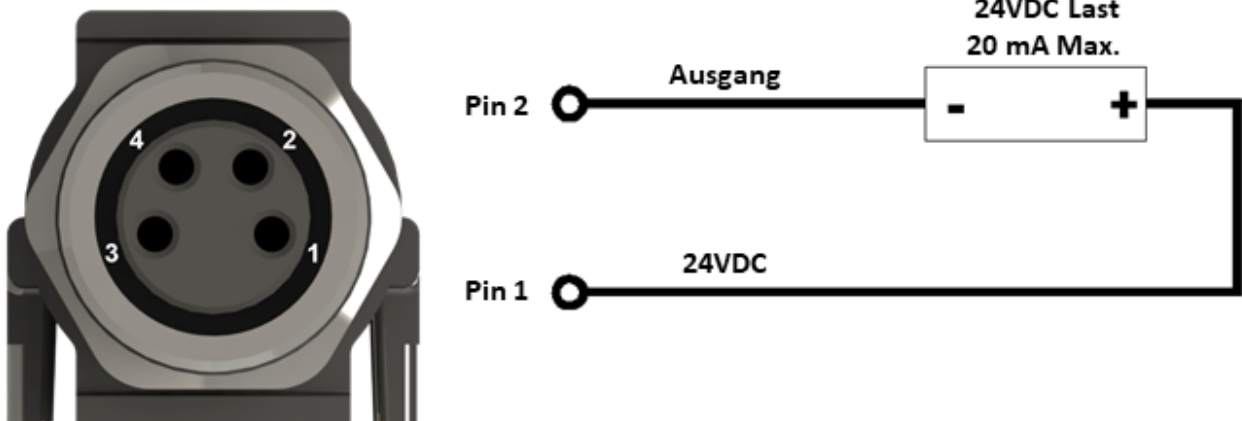 4
2
3
1
24VDC Last
20 mA Max.
Ausgang
Pin 2
-
+
24VDC
Pin 1